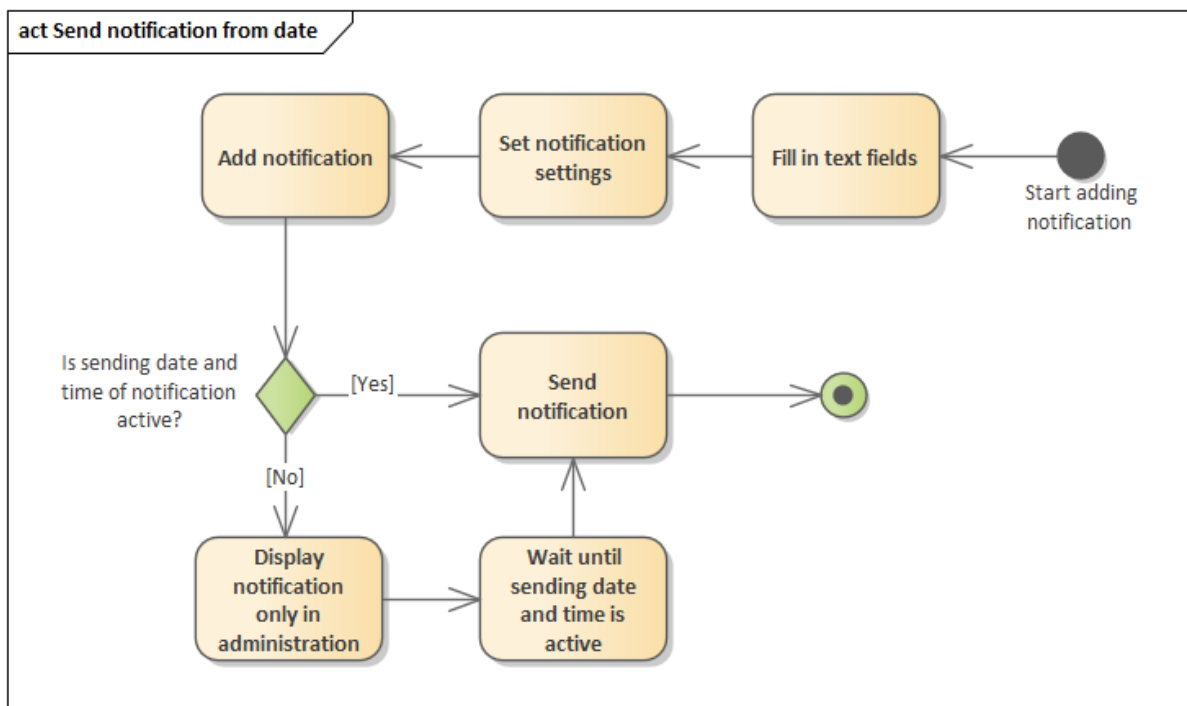 act Send notification from date
Add notification
Set notification
settings
Fill in text fields
Start adding
notification
Is sending date and
time of notification
active?
[Yes]
Send
notification
[No]
Display
notification
only in
administration
Wait until
sending date
and time is
active